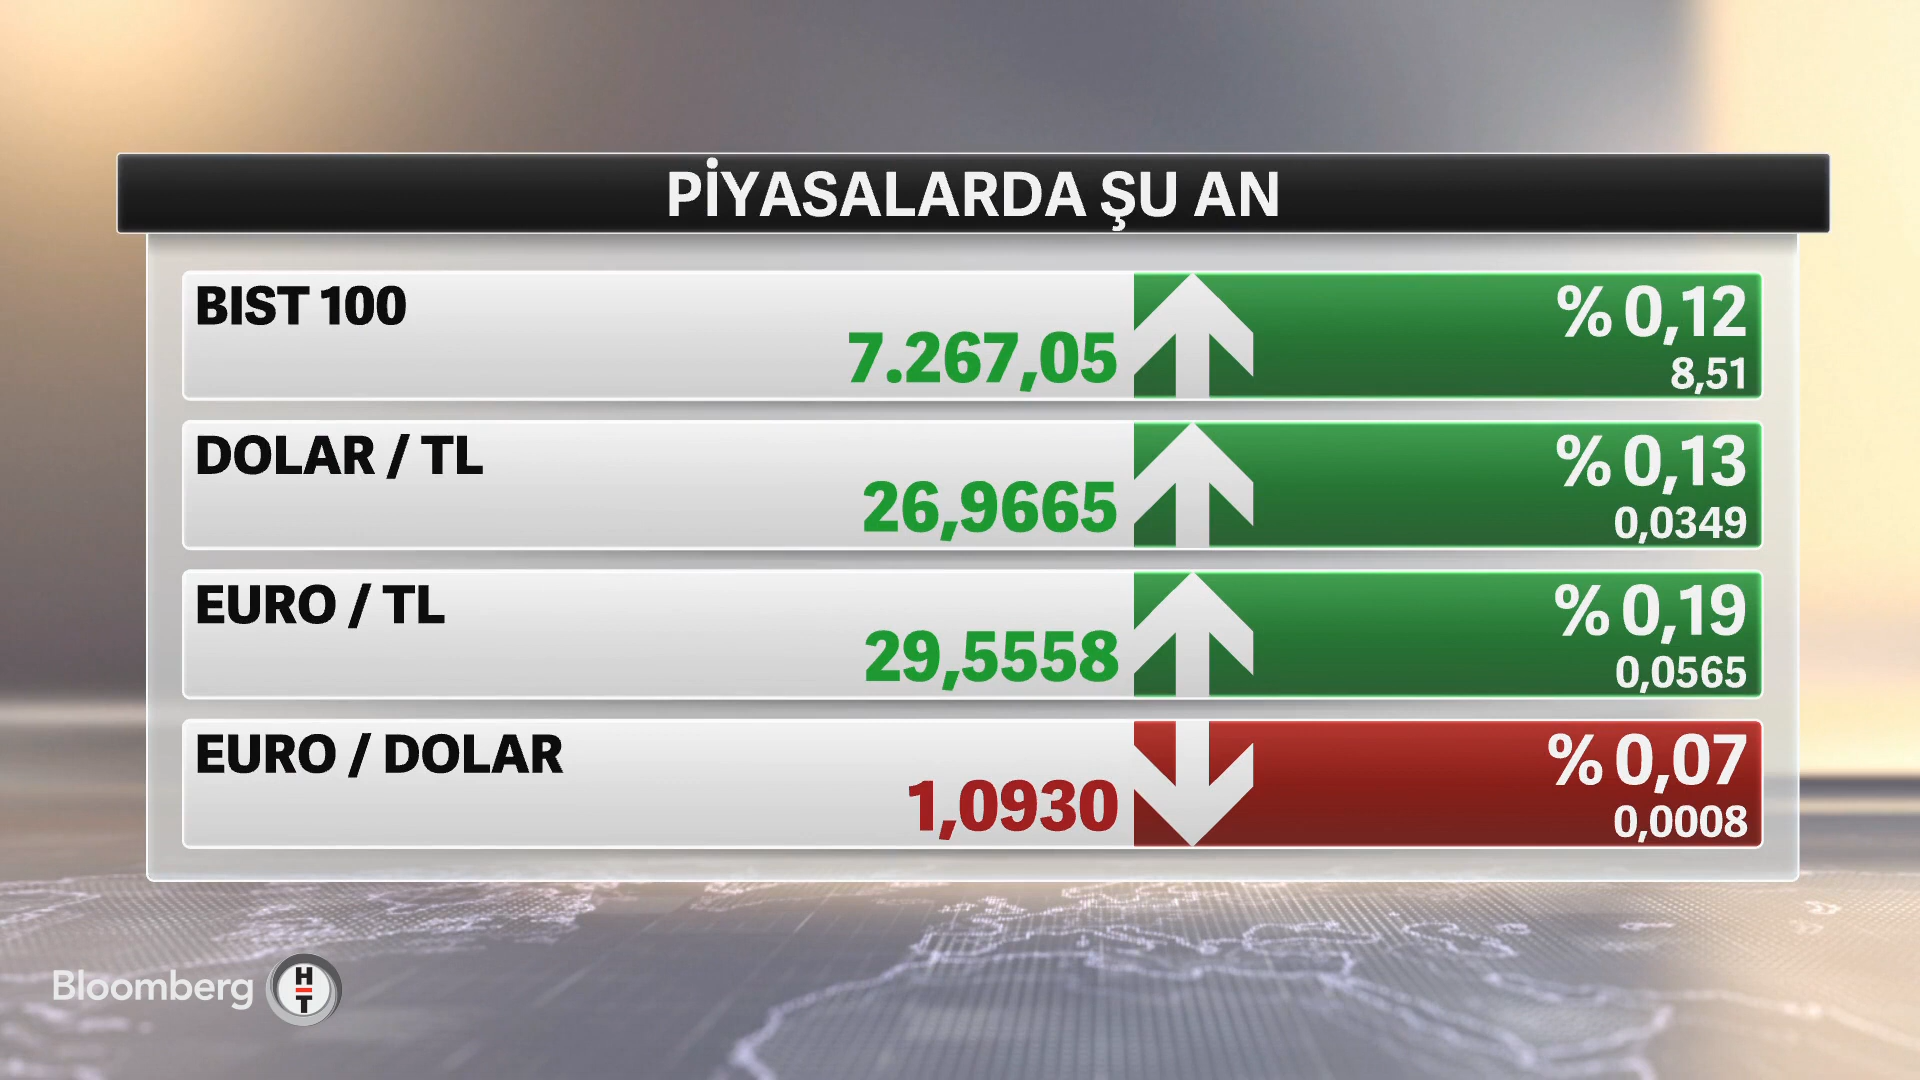 PİYASALARDA ŞU AN
BIST 100
7.267,05
% 0,12
8,51
DOLAR / TL
26,9665
% 0,13
0,0349
EURO / TL
29,5558
% 0,19
0,0565
EURO / DOLAR
1,0930
% 0,07
0,0008
Bloomberg HT